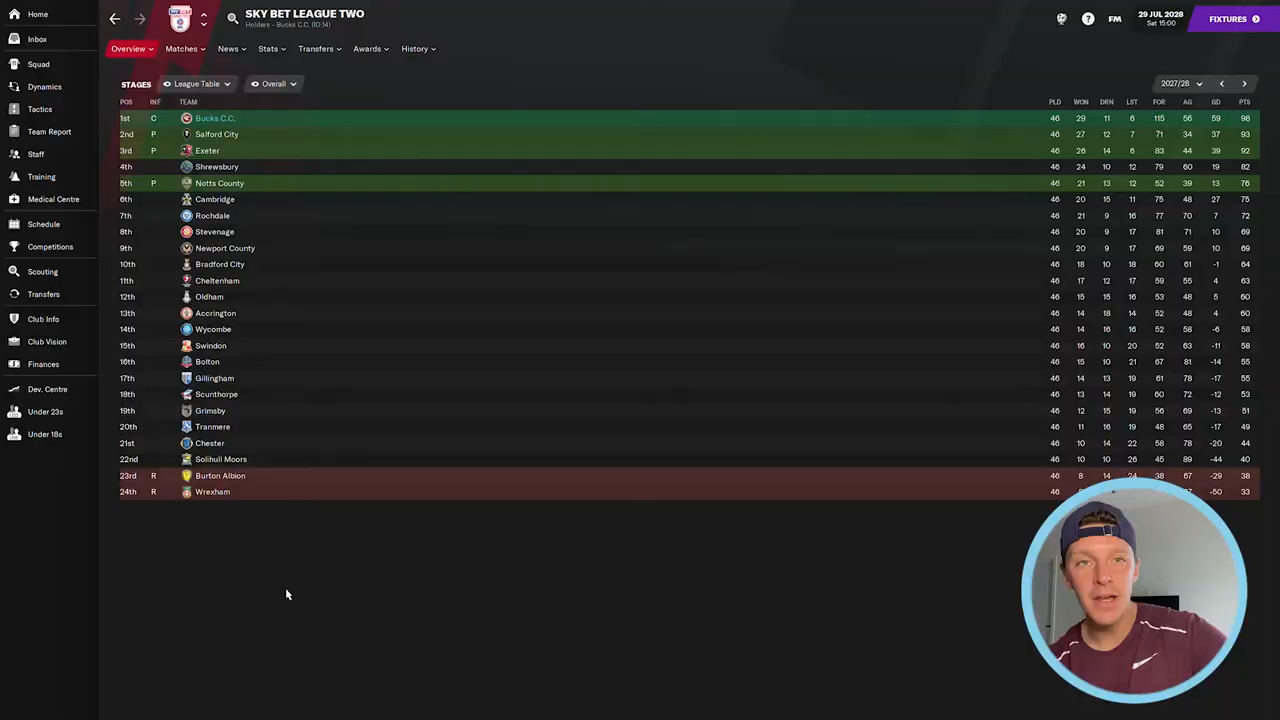 Home
Inbox
Squad
Dynamics
Tactics
Team Report
Staff
Training
Medical Centre
Schedule
Competitions
Scouting
Transfers
Club Info
Club Vision
Finances
Dev. Centre
Under 23s
Under 18s
SKY BET LEAGUE TWO
Holders - Bucks C.C. (ID:14)
FM
29 JUL 2028
Sat 15:00
FIXTURES
Overview Matches News Stats Transfers Awards History
STAGES League Table Overall 2027/28
POS INF TEAM PLD WON DRN LST FOR AG GD PTS
1st C Bucks C.C. 46 29 11 6 115 56 59 98
2nd P Salford City 46 27 12 7 71 34 37 93
3rd P Exeter 46 26 14 6 83 44 39 92
4th Shrewsbury 46 24 10 12 79 60 19 82
5th P Notts County 46 21 13 12 52 39 13 76
6th Cambridge 46 20 15 11 75 48 27 75
7th Rochdale 46 21 9 16 77 70 7 72
8th Stevenage 46 20 9 17 81 71 10 69
9th Newport County 46 20 9 17 69 59 10 69
10th Bradford City 46 18 10 18 60 61 -1 64
11th Cheltenham 46 17 12 17 59 55 4 63
12th Oldham 46 15 15 16 53 48 5 60
13th Accrington 46 14 18 14 52 48 4 60
14th Wycombe 46 14 16 16 52 58 -6 58
15th Swindon 46 16 10 20 52 63 -11 58
16th Bolton 46 15 10 21 67 81 -14 55
17th Gillingham 46 14 13 19 61 78 -17 55
18th Scunthorpe 46 13 14 19 60 72 -12 53
19th Grimsby 46 12 15 19 56 69 -13 51
20th Tranmere 46 11 16 19 48 65 -17 49
21st Chester 46 10 14 22 58 78 -20 44
22nd Solihull Moors 46 10 10 26 45 89 -44 40
23rd R Burton Albion 46 8 14 24 38 67 -29 38
24th R Wrexham 46 -50 33